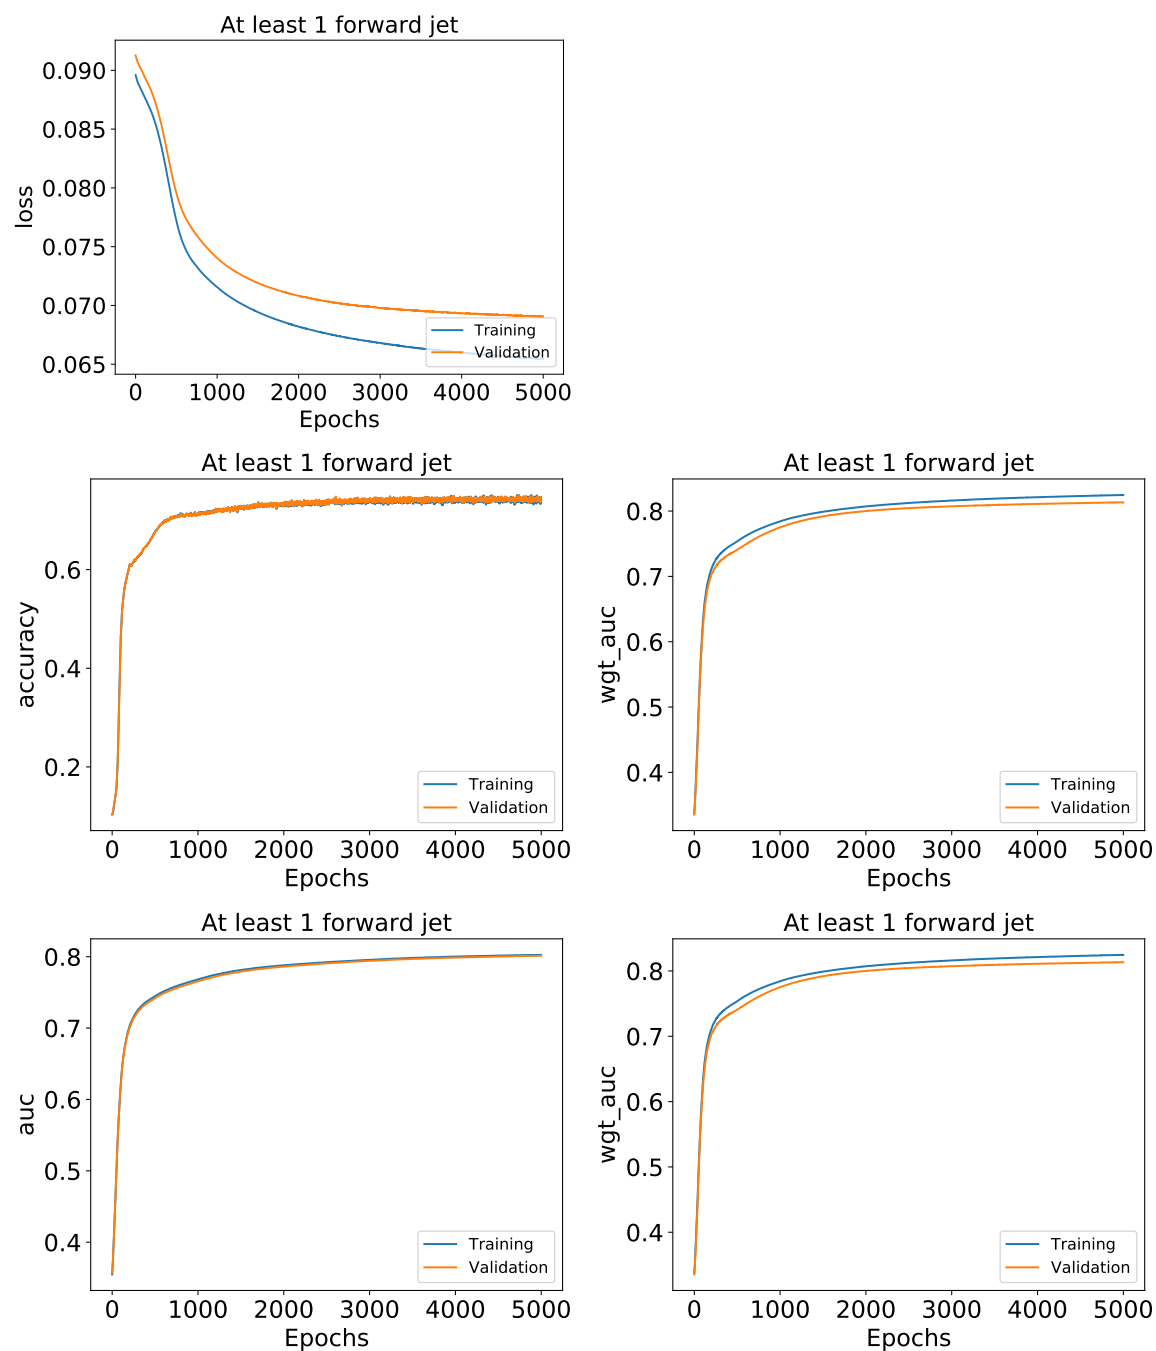 At least 1 forward jet
loss
0.090
0.085
0.080
0.075
0.070
0.065
Training
Validation
0 1000 2000 3000 4000 5000
Epochs
At least 1 forward jet
accuracy
0.6
0.4
0.2
Training
Validation
0 1000 2000 3000 4000 5000
Epochs
At least 1 forward jet
wgt_auc
0.8
0.7
0.6
0.5
0.4
Training
Validation
0 1000 2000 3000 4000 5000
Epochs
At least 1 forward jet
auc
0.8
0.7
0.6
0.5
0.4
Training
Validation
0 1000 2000 3000 4000 5000
Epochs
At least 1 forward jet
wgt_auc
0.8
0.7
0.6
0.5
0.4
Training
Validation
0 1000 2000 3000 4000 5000
Epochs